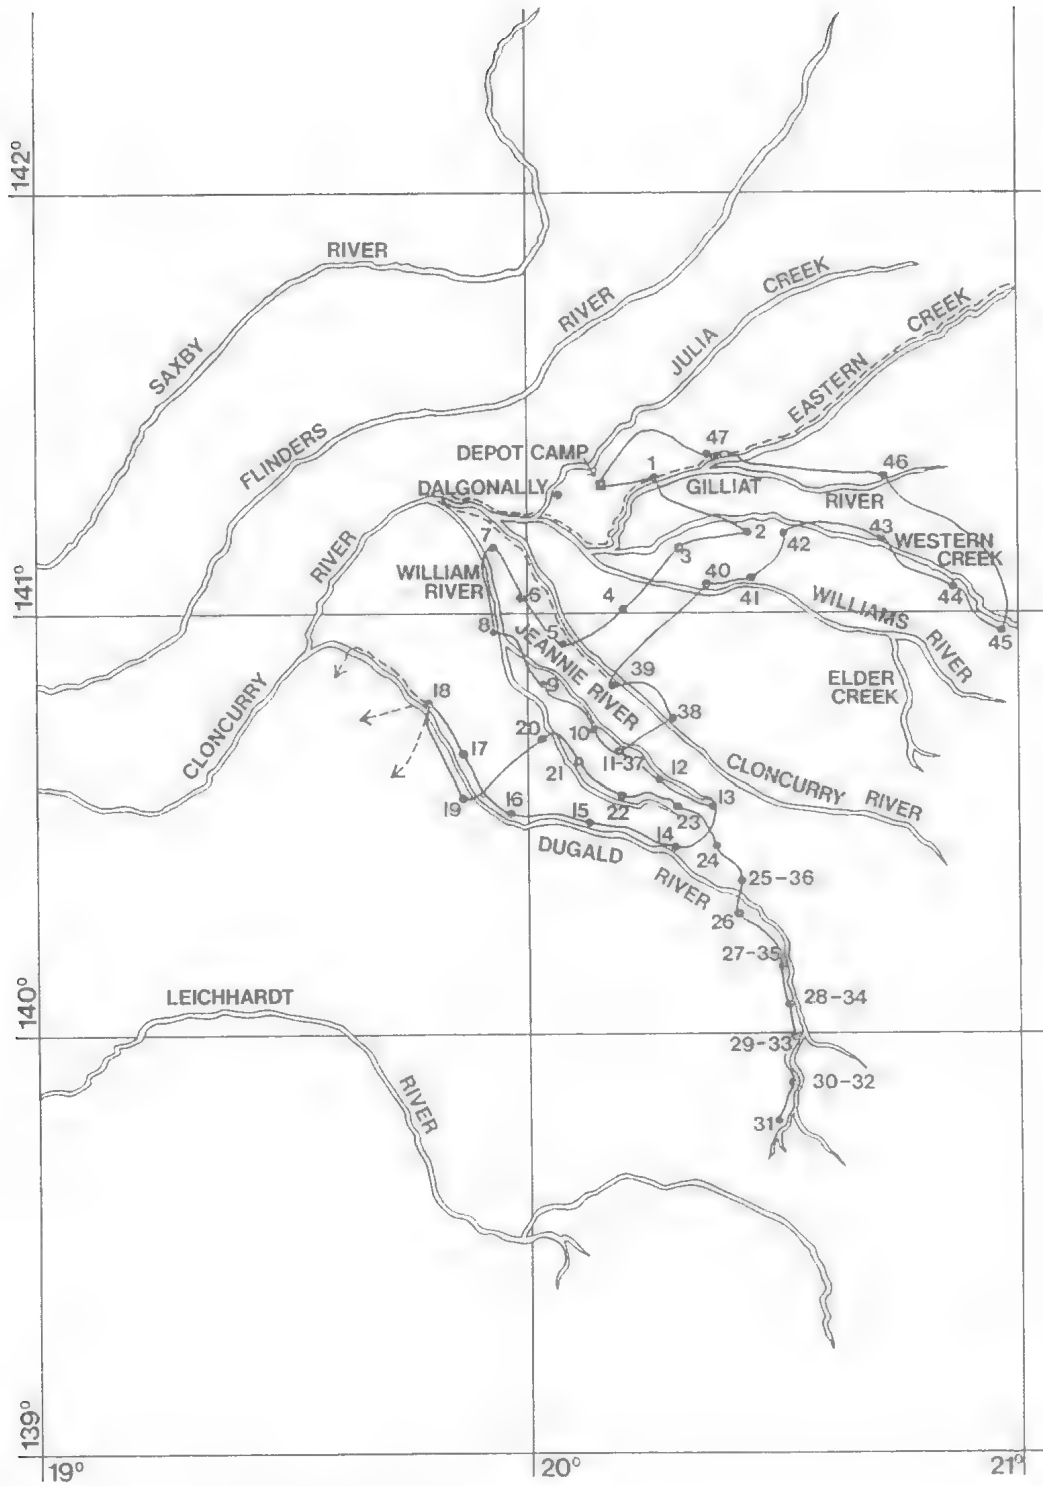 142°
RIVER
SAXBY
FLINDERS
RIVER
JULIA
CREEK
EASTERN
CREEK
DEPOT CAMP
DALGONALLY
47
1
GILLIAT
RIVER
46
2
42
43
WESTERN
CREEK
44
45
3
40
41
4
WILLIAMS
RIVER
ELDER
CREEK
141°
RIVER
7
WILLIAM
RIVER
6
8
5
JEANNIE RIVER
39
38
9
10
11-37
12
13
CLONCURRY
RIVER
CLONCURRY
18
17
19
16
20
21
22
23
15
14
24
DUGALD
RIVER
25-36
26
27-35
28-34
29-33
30-32
31
140°
LEICHHARDT
RIVER
139°
19°
20°
21°